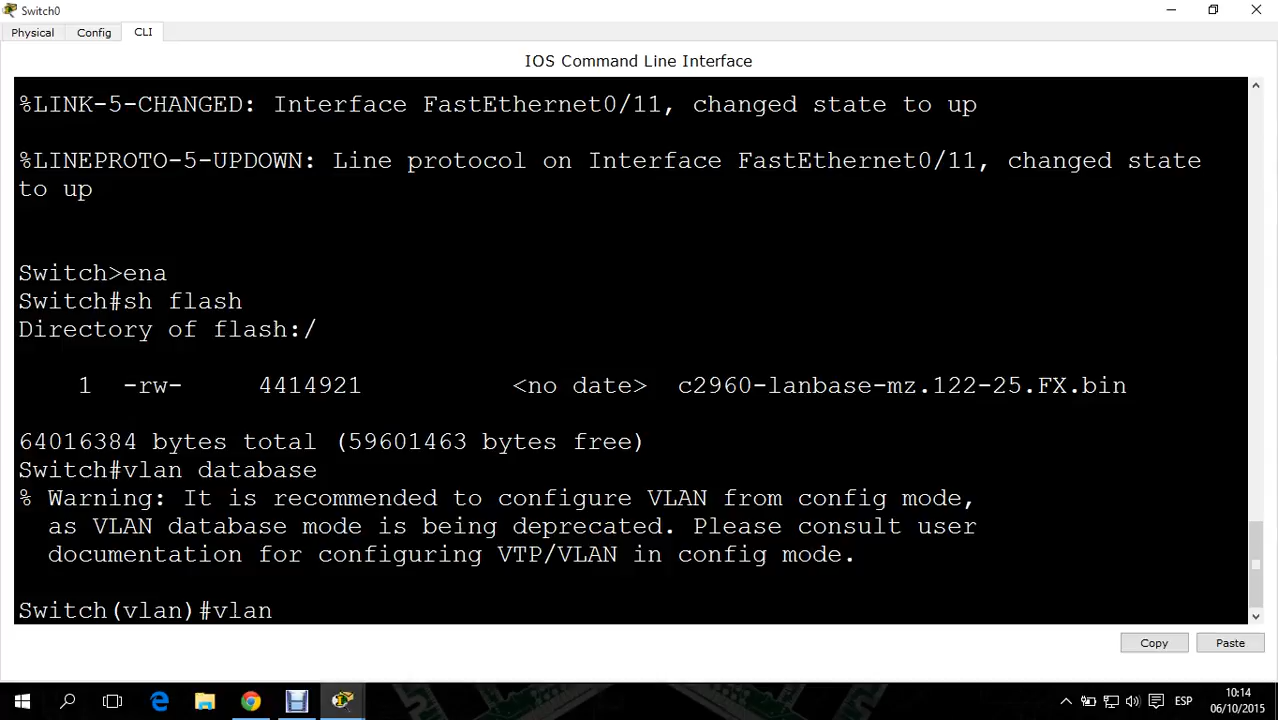 Switch0
Physical Config CLI
IOS Command Line Interface
%LINK-5-CHANGED: Interface FastEthernet0/11, changed state to up
%LINEPROTO-5-UPDOWN: Line protocol on Interface FastEthernet0/11, changed state
to up
Switch>ena
Switch#sh flash
Directory of flash:/
1 -rw- 4414921 <no date> c2960-lanbase-mz.122-25.FX.bin
64016384 bytes total (59601463 bytes free)
Switch#vlan database
% Warning: It is recommended to configure VLAN from config mode,
as VLAN database mode is being deprecated. Please consult user
documentation for configuring VTP/VLAN in config mode.
Switch(vlan)#vlan
Copy Paste
ESP
10:14
06/10/2015